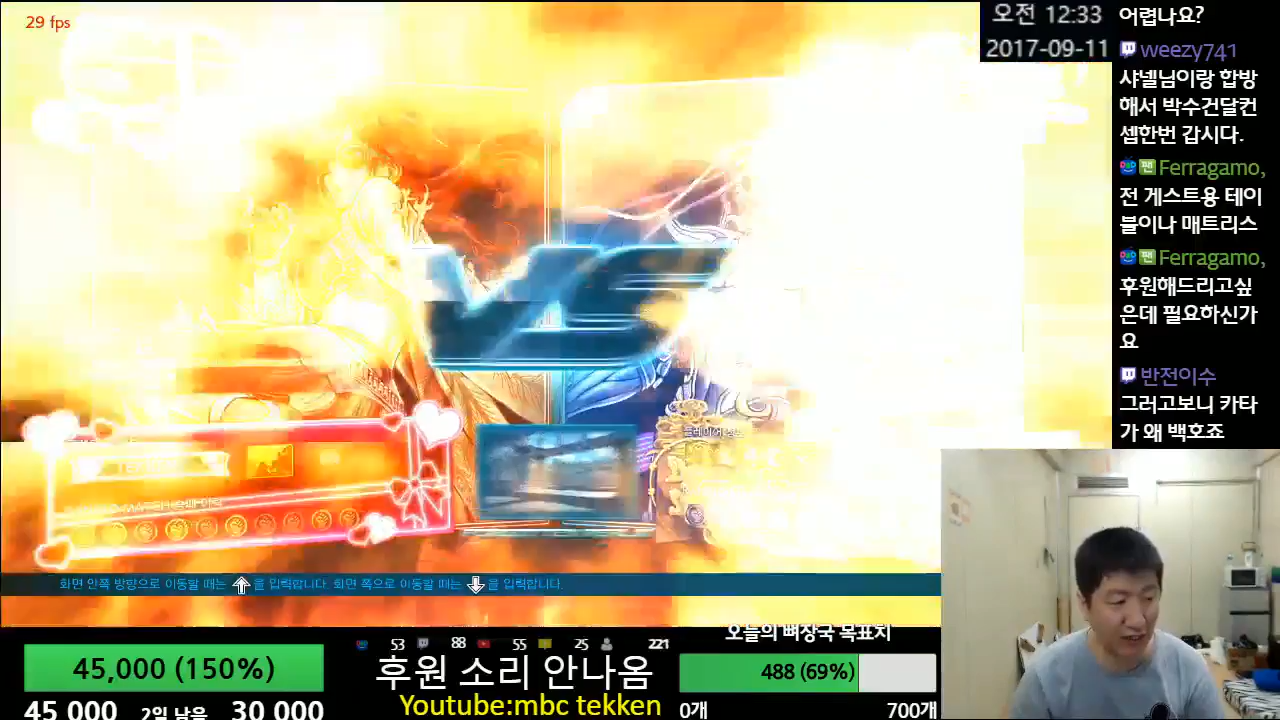 29 fps
오전 12:33
2017-09-11
어렵나요?
weezy741
샤넬님이랑 합방
해서 박수건달컨
셉한번 갑시다.
팬 Ferragamo,
전 게스트용 테이
블이나 매트리스
팬 Ferragamo,
후원해드리고싶
은데 필요하신가
요
반전이수
그러고보니 카타
가 왜 백호죠
화면 안쪽 방향으로 이동할 때는 을 입력합니다. 화면 쪽으로 이동할 때는 을 입력합니다.
53 88 55 25 221
오늘의 뼈장국 목표치
45,000 (150%)
후원 소리 안나옴
488 (69%)
Youtube:mbc tekken
45,000 2일 남음 30,000
0개 700개